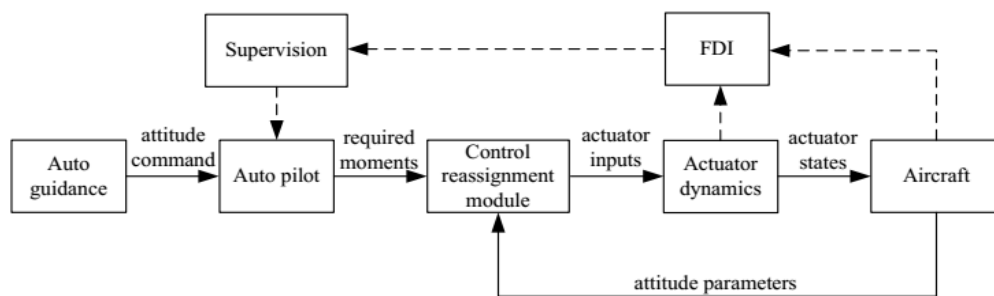 Supervision
FDI
attitude
command
required
moments
actuator
inputs
actuator
states
Auto
guidance
Auto pilot
Control
reassignment
module
Actuator
dynamics
Aircraft
attitude parameters